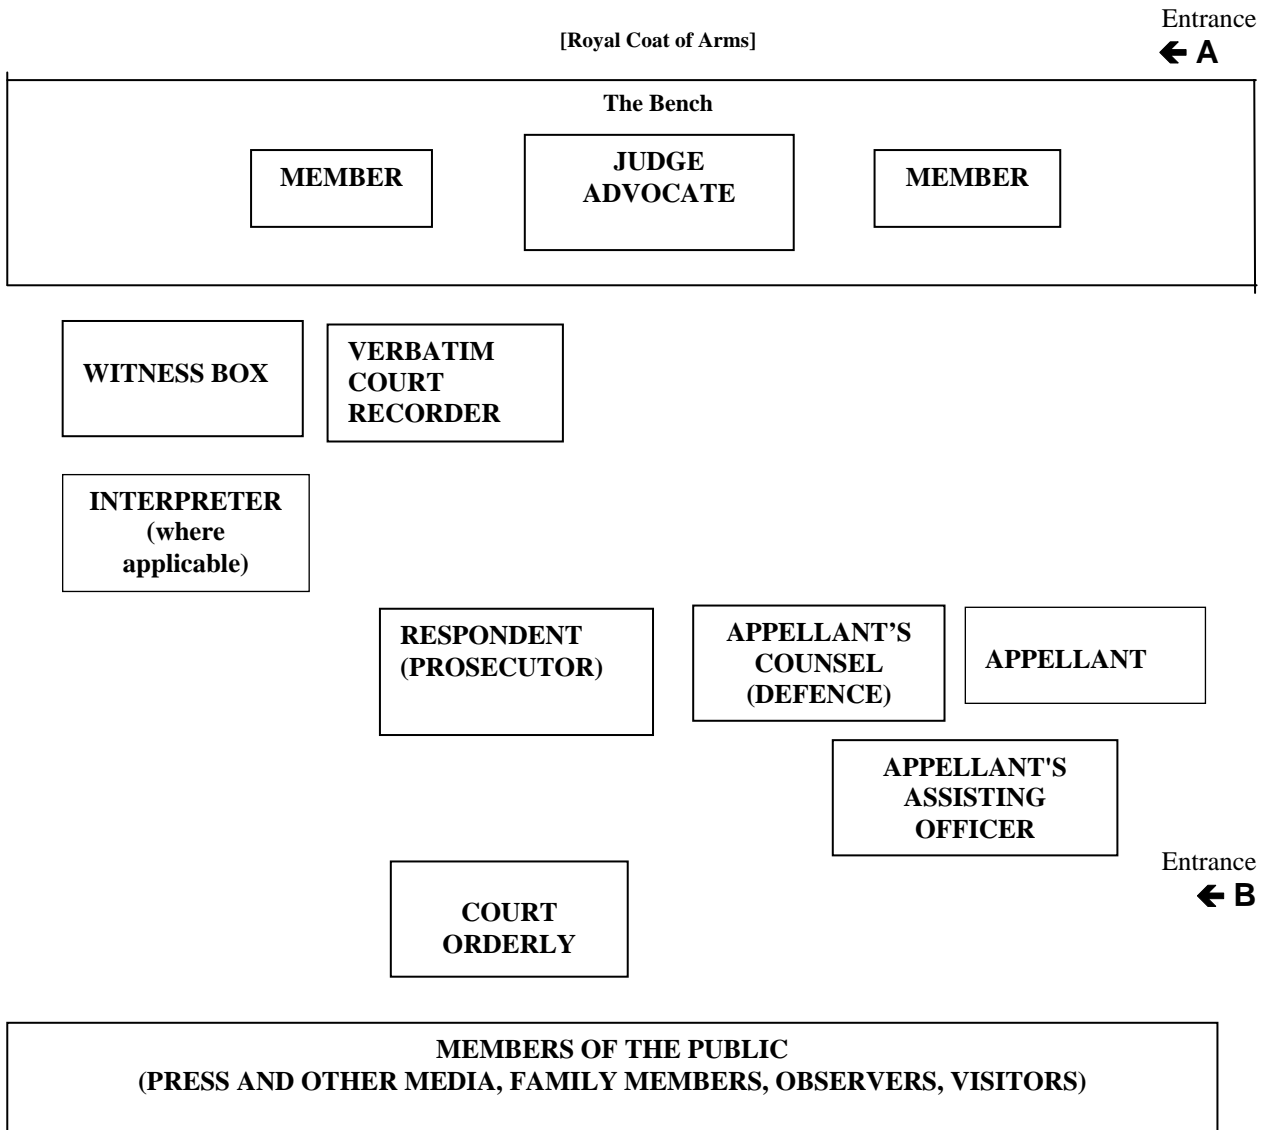 Entrance
[Royal Coat of Arms]
← A
The Bench
MEMBER
JUDGE
ADVOCATE
MEMBER
WITNESS BOX
VERBATIM
COURT
RECORDER
INTERPRETER
(where
applicable)
RESPONDENT
(PROSECUTOR)
APPELLANT’S
COUNSEL
(DEFENCE)
APPELLANT
APPELLANT'S
ASSISTING
OFFICER
Entrance
← B
COURT
ORDERLY
MEMBERS OF THE PUBLIC
(PRESS AND OTHER MEDIA, FAMILY MEMBERS, OBSERVERS, VISITORS)